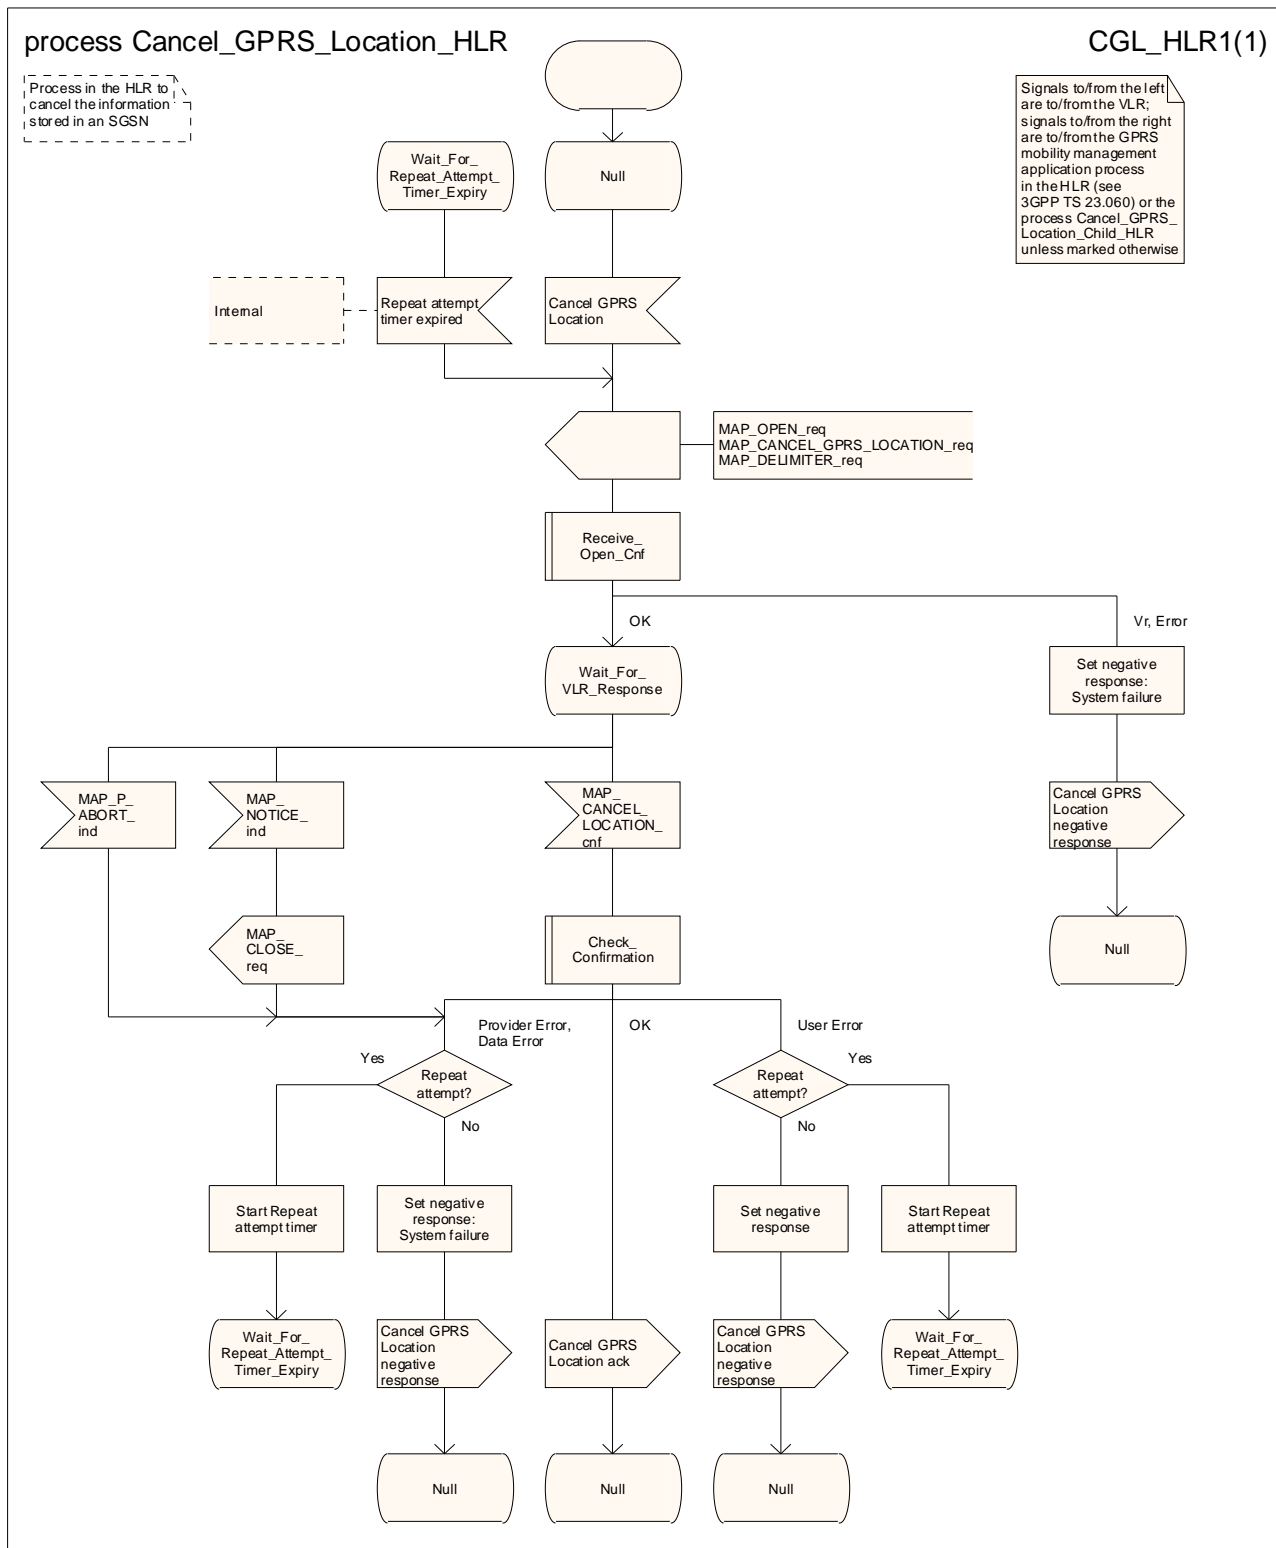 process Cancel_GPRS_Location_HLR
CGL_HLR1(1)
Process in the HLR to
cancel the information
stored in an SGSN
Signals to/from the left
are to/from the VLR;
signals to/from the right
are to/from the GPRS
mobility management
application process
in the HLR (see
3GPP TS 23.060) or the
process Cancel_GPRS_
Location_Child_HLR
unless marked otherwise
Wait_For_
Repeat_Attempt_
Timer_Expiry
Null
Internal
Repeat attempt
timer expired
Cancel GPRS
Location
MAP_OPEN_req
MAP_CANCEL_GPRS_LOCATION_req
MAP_DELIMITER_req
Receive_
Open_Cnf
OK
Vr, Error
Wait_For_
VLR_Response
Set negative
response:
System failure
MAP_P_
ABORT_
ind
MAP_
NOTICE_
ind
MAP_
CANCEL_
LOCATION_
cnf
Cancel GPRS
Location
negative
response
MAP_
CLOSE_
req
Check_
Confirmation
Null
Provider Error,
Data Error
OK
User Error
Yes
Repeat
attempt?
No
Repeat
attempt?
Yes
No
Start Repeat
attempt timer
Set negative
response:
System failure
Set negative
response
Start Repeat
attempt timer
Wait_For_
Repeat_Attempt_
Timer_Expiry
Cancel GPRS
Location
negative
response
Cancel GPRS
Location ack
Cancel GPRS
Location
negative
response
Wait_For_
Repeat_Attempt_
Timer_Expiry
Null
Null
Null